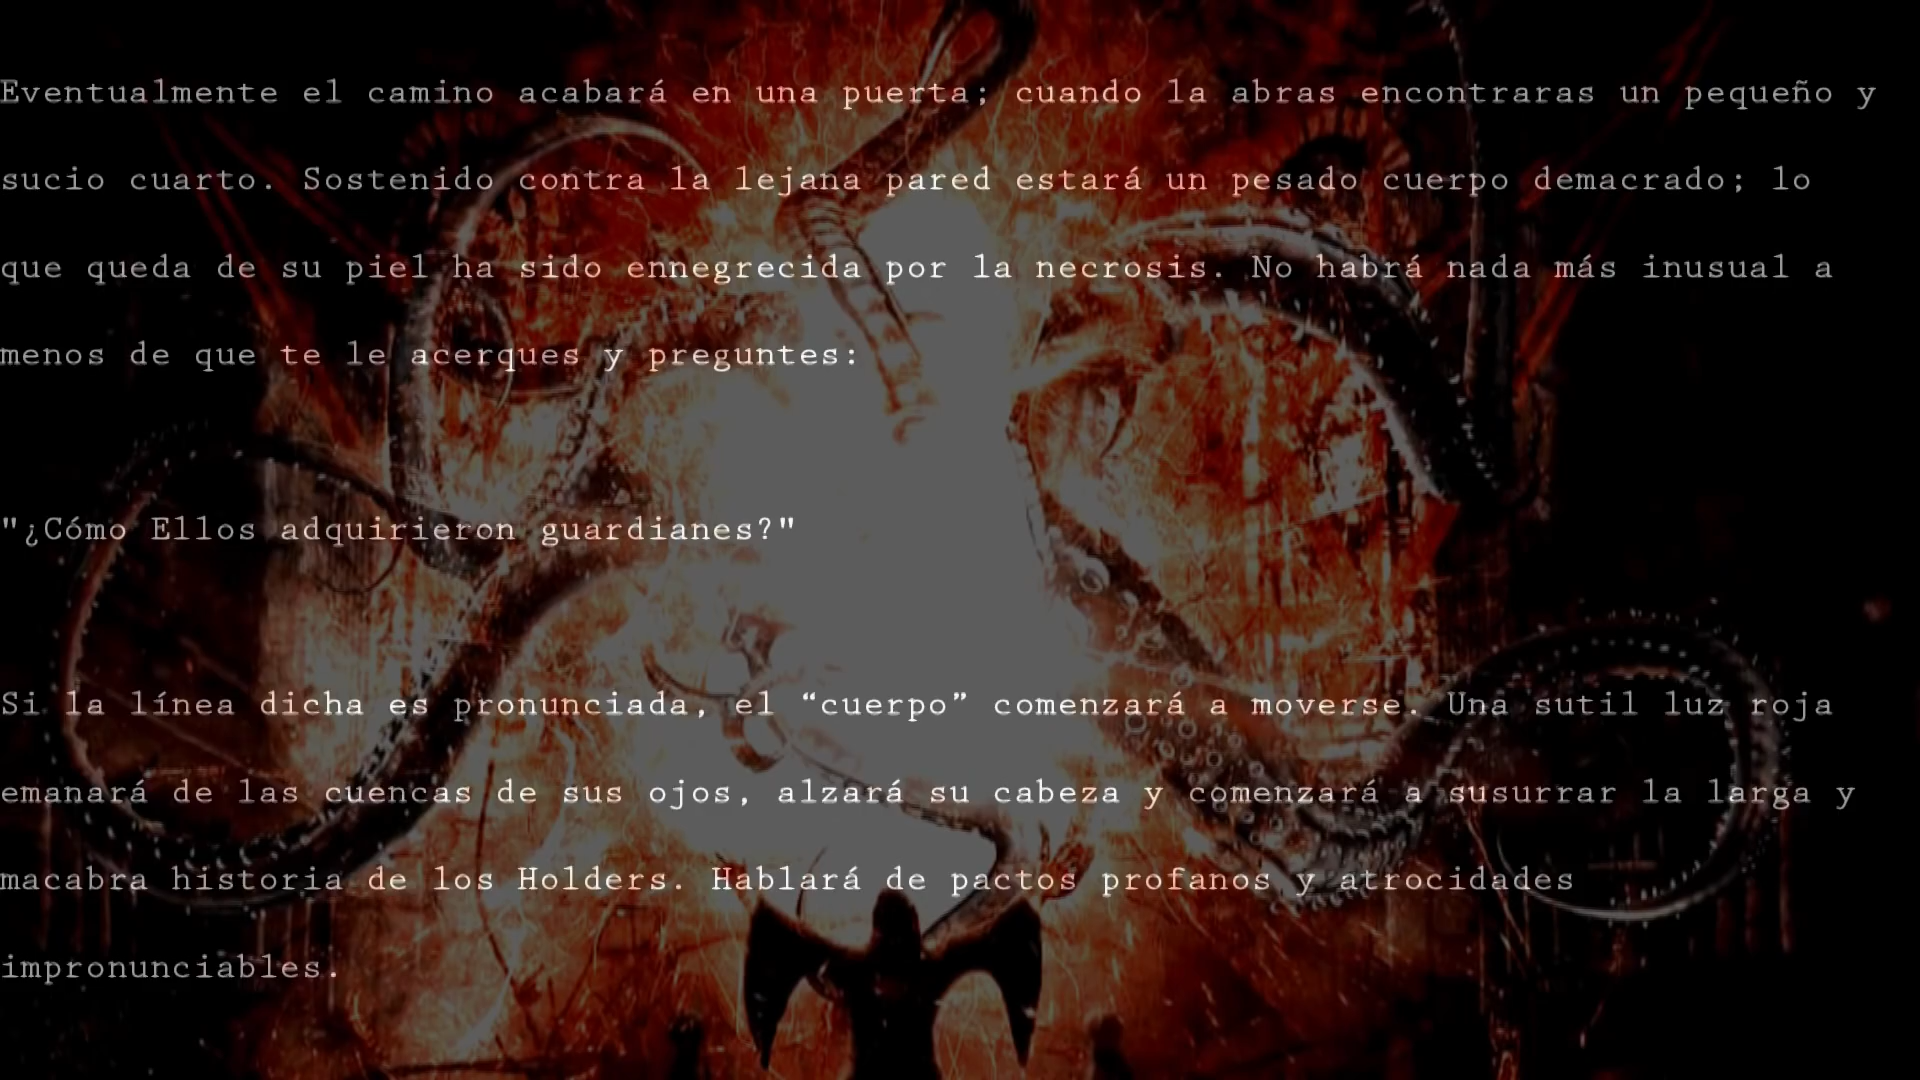 Eventualmente el camino acabará en una puerta; cuando la abras encontraras un pequeño y
sucio cuarto. Sostenido contra la lejana pared estará un pesado cuerpo demacrado; lo
que queda de su piel ha sido ennegrecida por la necrosis. No habrá nada más inusual a
menos de que te le acerques y preguntes:
"¿Cómo Ellos adquirieron guardianes?"
Si la línea dicha es pronunciada, el “cuerpo” comenzará a moverse. Una sutil luz roja
emanará de las cuencas de sus ojos, alzará su cabeza y comenzará a susurrar la larga y
macabra historia de los Holders. Hablará de pactos profanos y atrocidades
impronunciables.